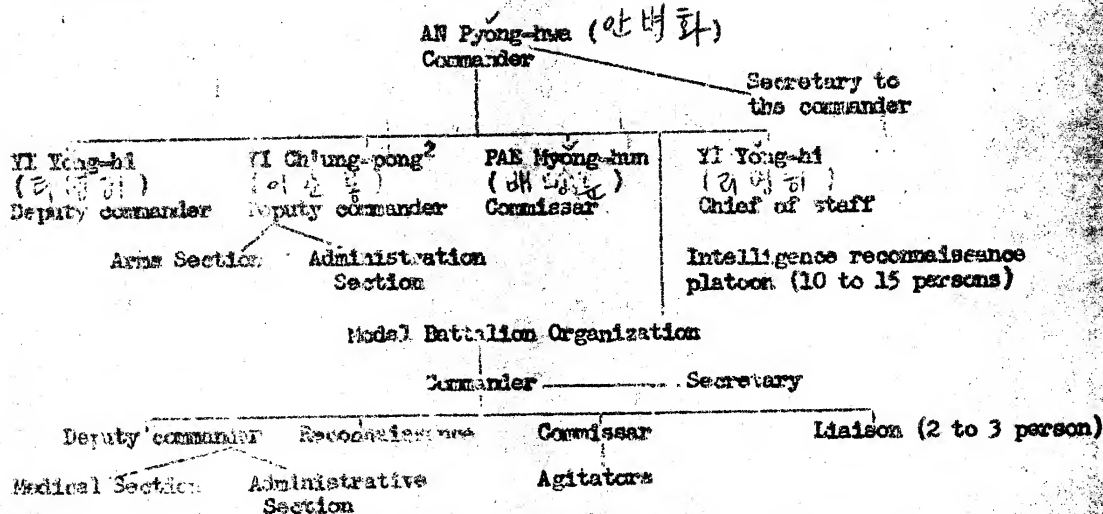 AN Pyŏng-hwa (안병화)
Commander
Secretary to
the commander
YI Yong-hi YI Ch'ung-pong² PAE Myŏng-hun YI Yŏng-hi
Deputy commander Deputy commander Commissar Chief of staff
Arms Section Administration
Section
Intelligence reconnaissance
platoon (10 to 15 persons)
Model Battalion Organization
Commander Secretary
Deputy commander Reconnaissance Commissar Liaison (2 to 3 person)
Medical Section Administrative
Section
Agitators